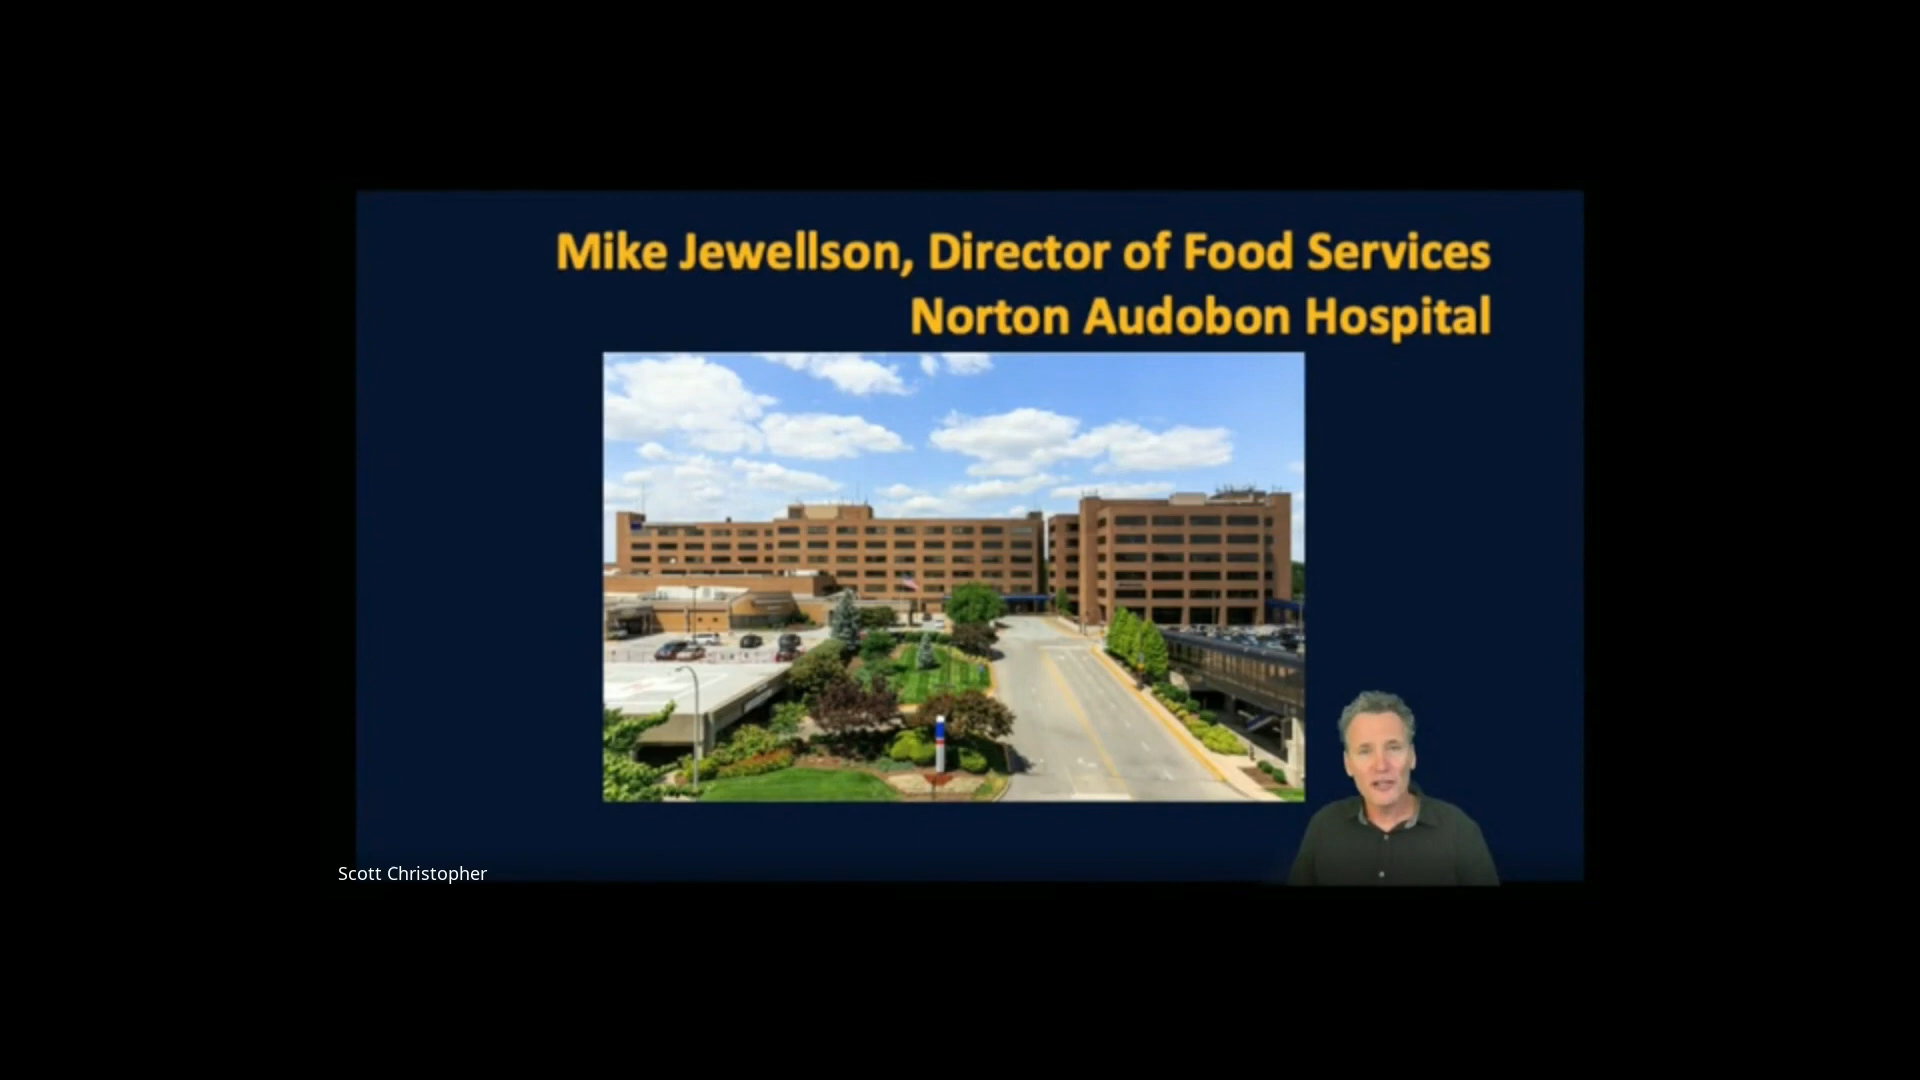 Mike Jewellson, Director of Food Services
Norton Audobon Hospital
Scott Christopher